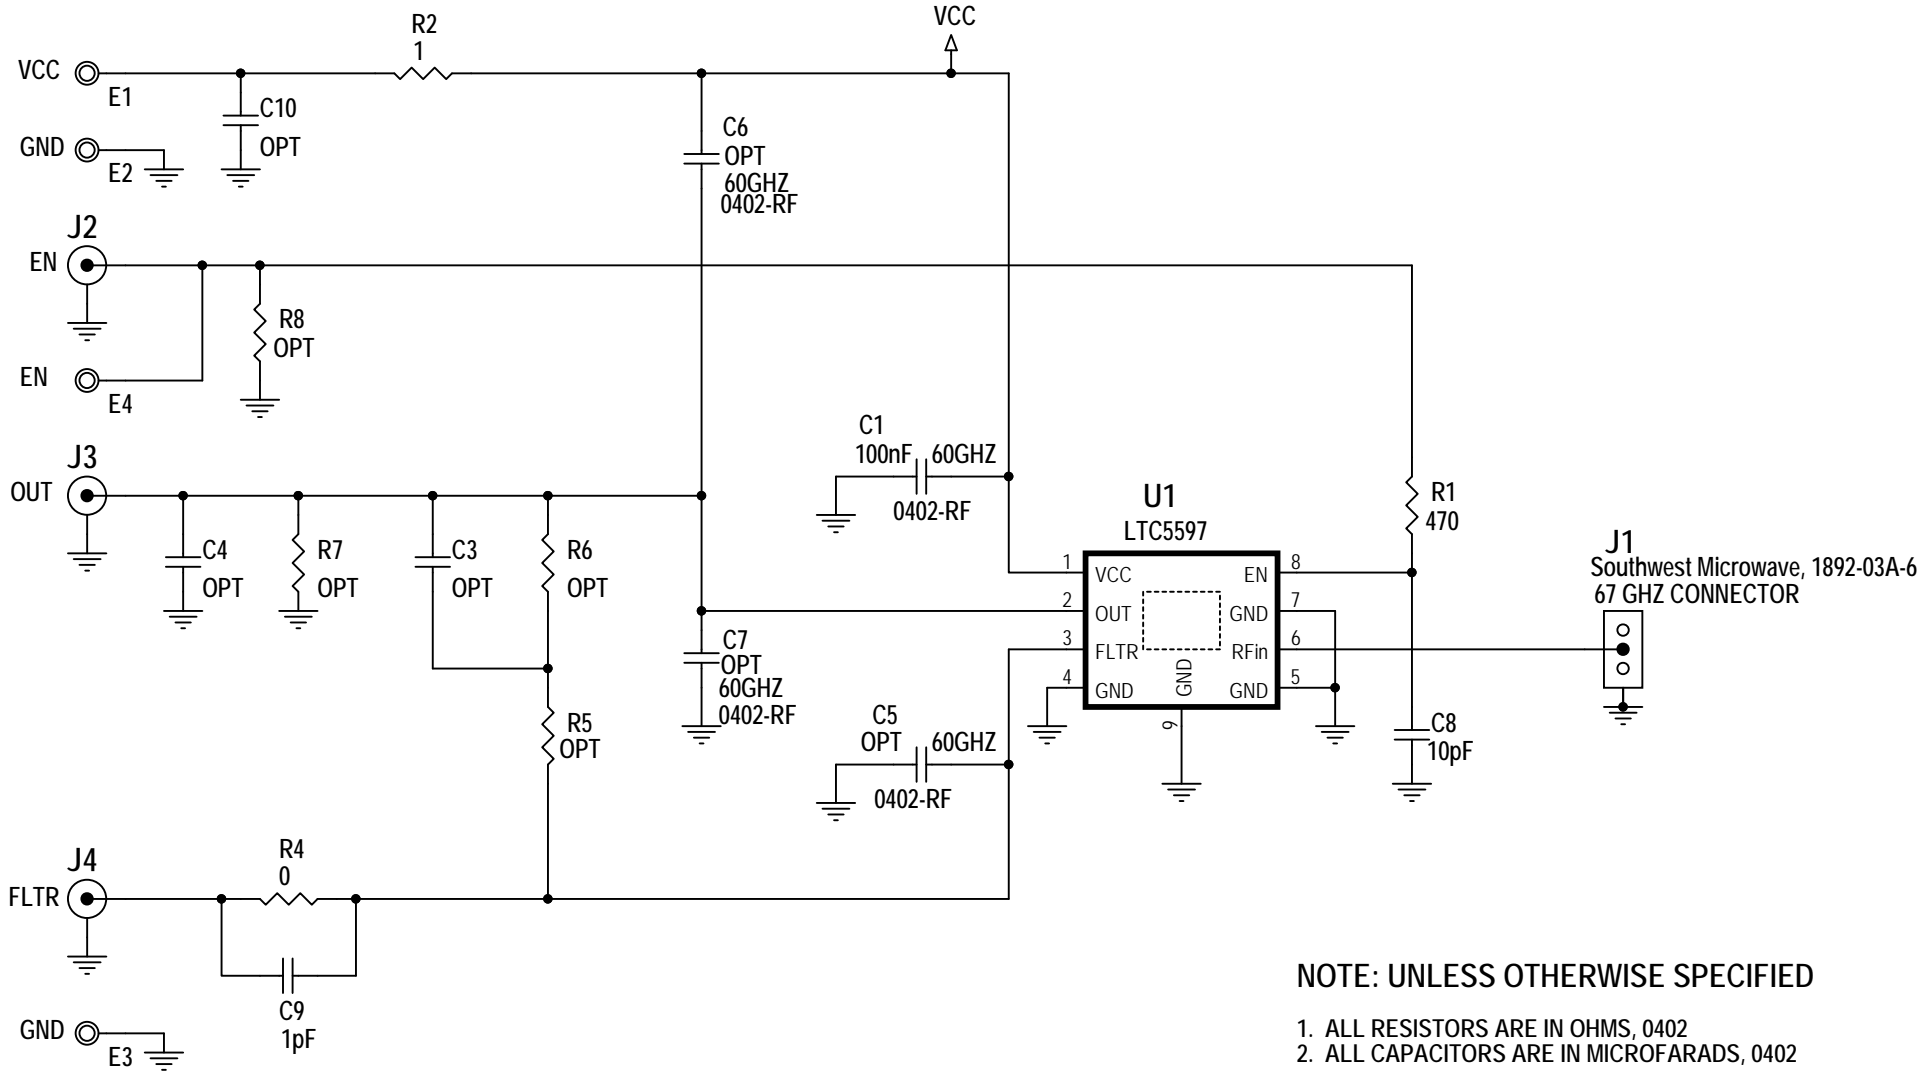 VCC
E1
R2
1
VCC
C10
OPT
GND
E2
C6
OPT
60GHZ
0402-RF
J2
EN
R8
OPT
EN
E4
J3
OUT
C4
OPT
R7
OPT
C3
OPT
R6
OPT
C1
100nF
60GHZ
0402-RF
C7
OPT
60GHZ
0402-RF
R5
OPT
C5
OPT
60GHZ
0402-RF
U1
LTC5597
1
VCC
2
OUT
3
FLTR
4
GND
EN
8
GND
7
RFin
6
GND
5
GND
9
R1
470
C8
10pF
J1
Southwest Microwave, 1892-03A-6
67 GHZ CONNECTOR
J4
FLTR
R4
0
C9
1pF
GND
E3
NOTE: UNLESS OTHERWISE SPECIFIED
1. ALL RESISTORS ARE IN OHMS, 0402
2. ALL CAPACITORS ARE IN MICROFARADS, 0402